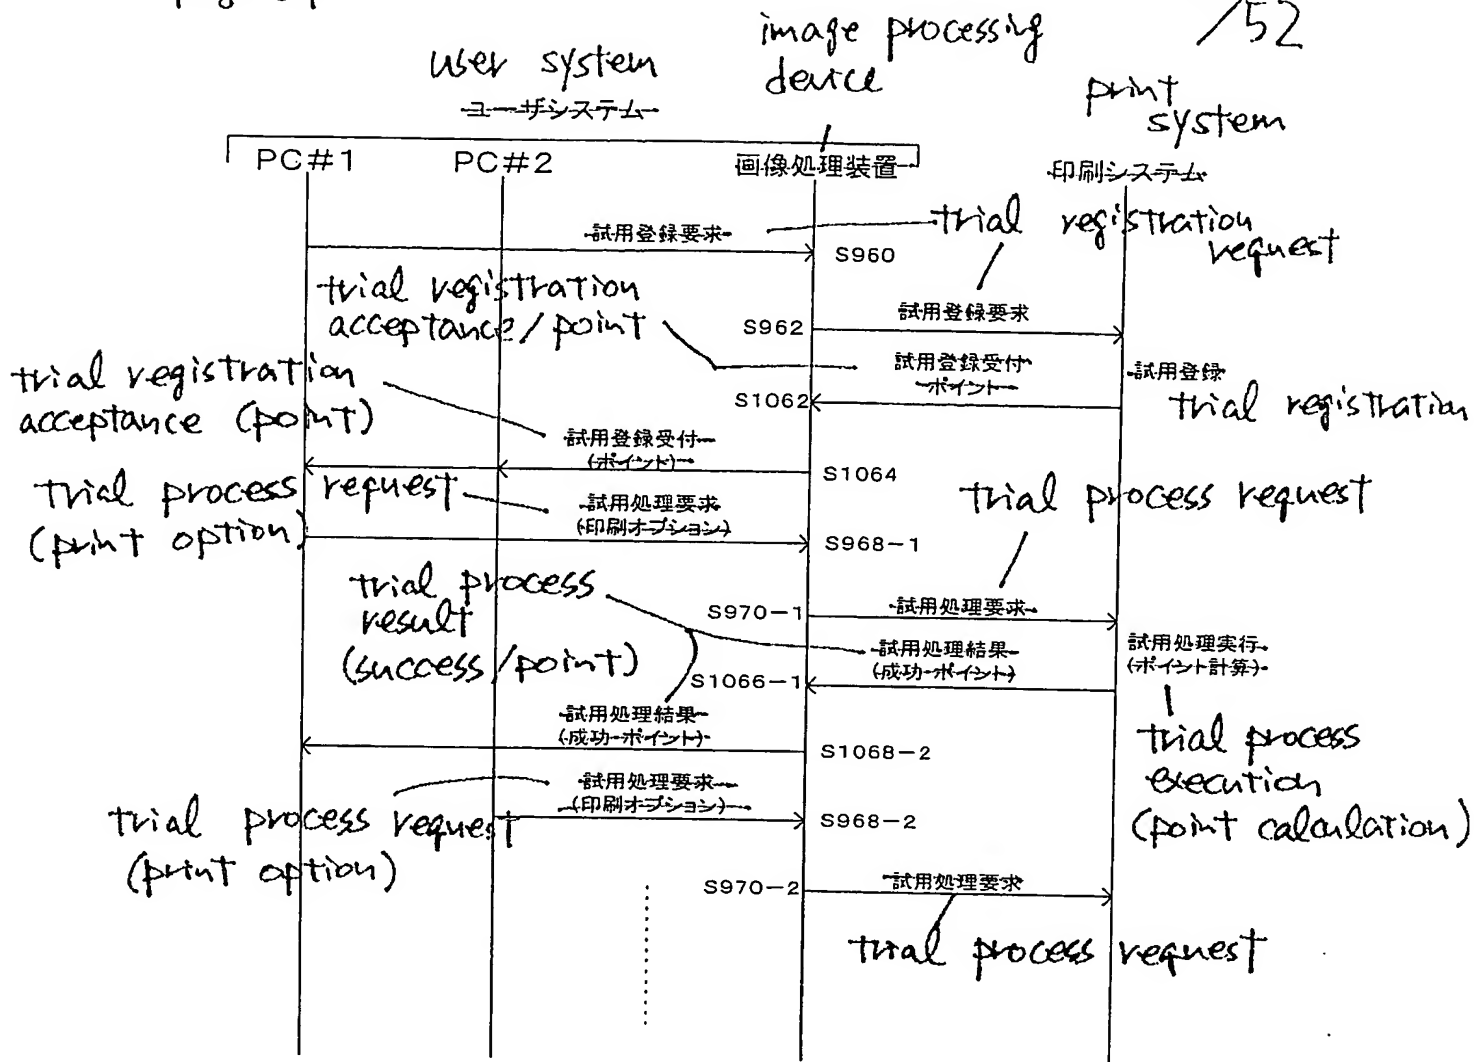 /52
user system
image processing
device
print
system
ユーザシステム
PC#1
PC#2
画像処理装置
印刷システム
試用登録要求
trial registration
request
S960
trial registration
acceptance/point
試用登録要求
S962
試用登録受付
ポイント
試用登録
trial registration
S1062
trial registration
acceptance (point)
試用登録受付
(ポイント)
S1064
trial process request
(print option)
試用処理要求
(印刷オプション)
S968-1
trial process request
trial process
result
(success/point)
S970-1
試用処理要求
試用処理結果
(成功 ポイント)
試用処理実行
(ポイント計算)
S1066-1
trial process
execution
(point calculation)
試用処理結果
(成功 ポイント)
S1068-2
試用処理要求
(印刷オプション)
S968-2
trial process request
(print option)
S970-2
試用処理要求
trial process request